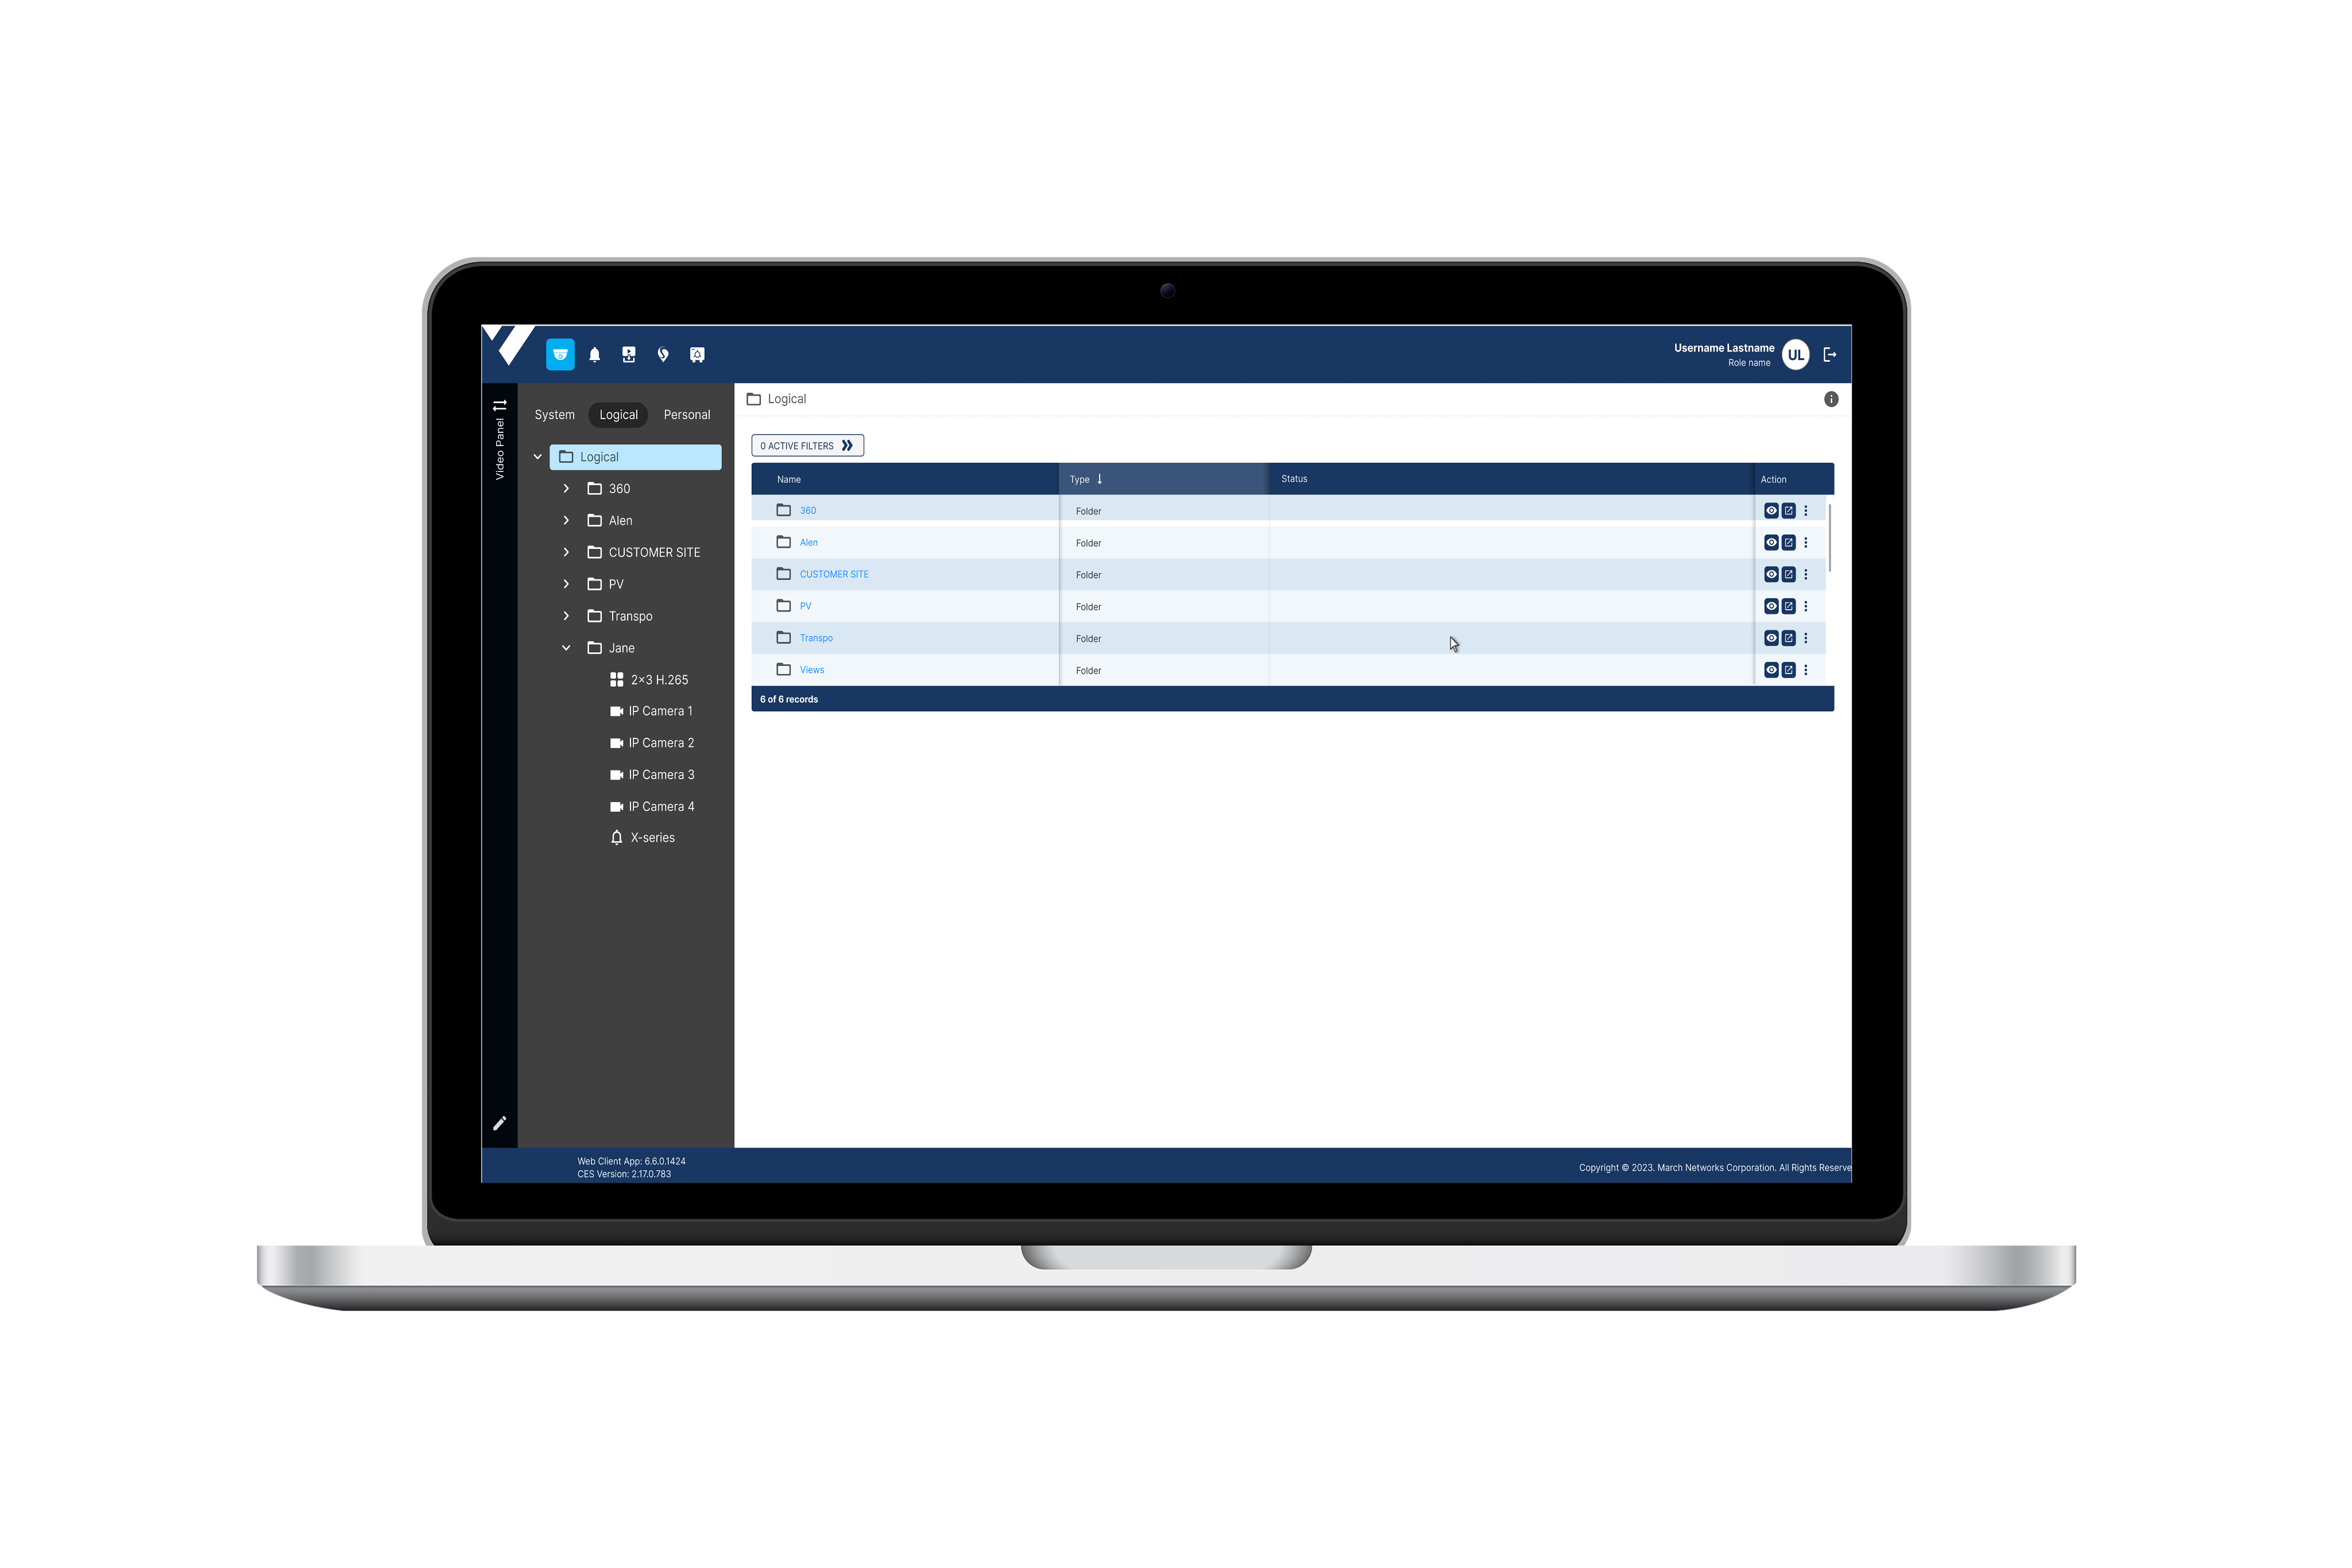 Username Lastname
Role name
UL
Video Panel
System Logical Personal
Logical
360
Alen
CUSTOMER SITE
PV
Transpo
Jane
2×3 H.265
IP Camera 1
IP Camera 2
IP Camera 3
IP Camera 4
X-series
Logical
0 ACTIVE FILTERS
Name Type Status Action
360 Folder
Alen Folder
CUSTOMER SITE Folder
PV Folder
Transpo Folder
Views Folder
6 of 6 records
Web Client App: 6.6.0.1424
CES Version: 2.17.0.783
Copyright © 2023. March Networks Corporation. All Rights Reserve